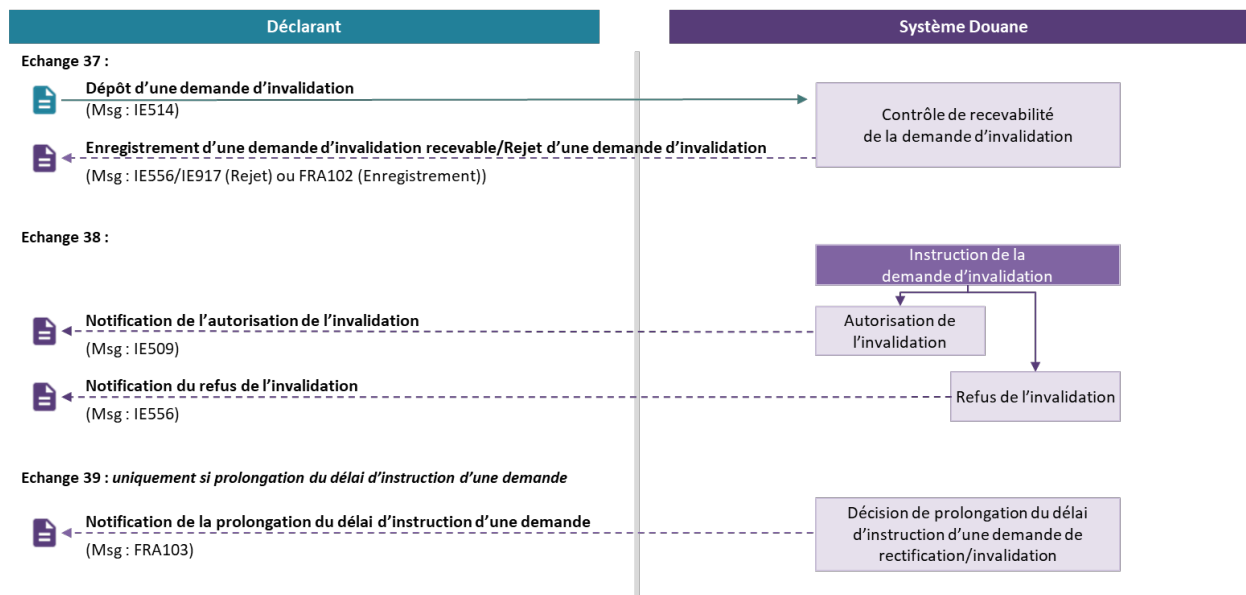 Déclarant
Système Douane
Echange 37 :
Dépôt d’une demande d’invalidation
(Msg : IE514)
Contrôle de recevabilité
de la demande d’invalidation
Enregistrement d’une demande d’invalidation recevable/Rejet d’une demande d’invalidation
(Msg : IE556/IE917 (Rejet) ou FRA102 (Enregistrement))
Echange 38 :
Instruction de la
demande d’invalidation
Notification de l’autorisation de l’invalidation
(Msg : IE509)
Autorisation de
l’invalidation
Notification du refus de l’invalidation
(Msg : IE556)
Refus de l’invalidation
Echange 39 : uniquement si prolongation du délai d’instruction d’une demande
Notification de la prolongation du délai d’instruction d’une demande
(Msg : FRA103)
Décision de prolongation du délai
d’instruction d’une demande de
rectification/invalidation